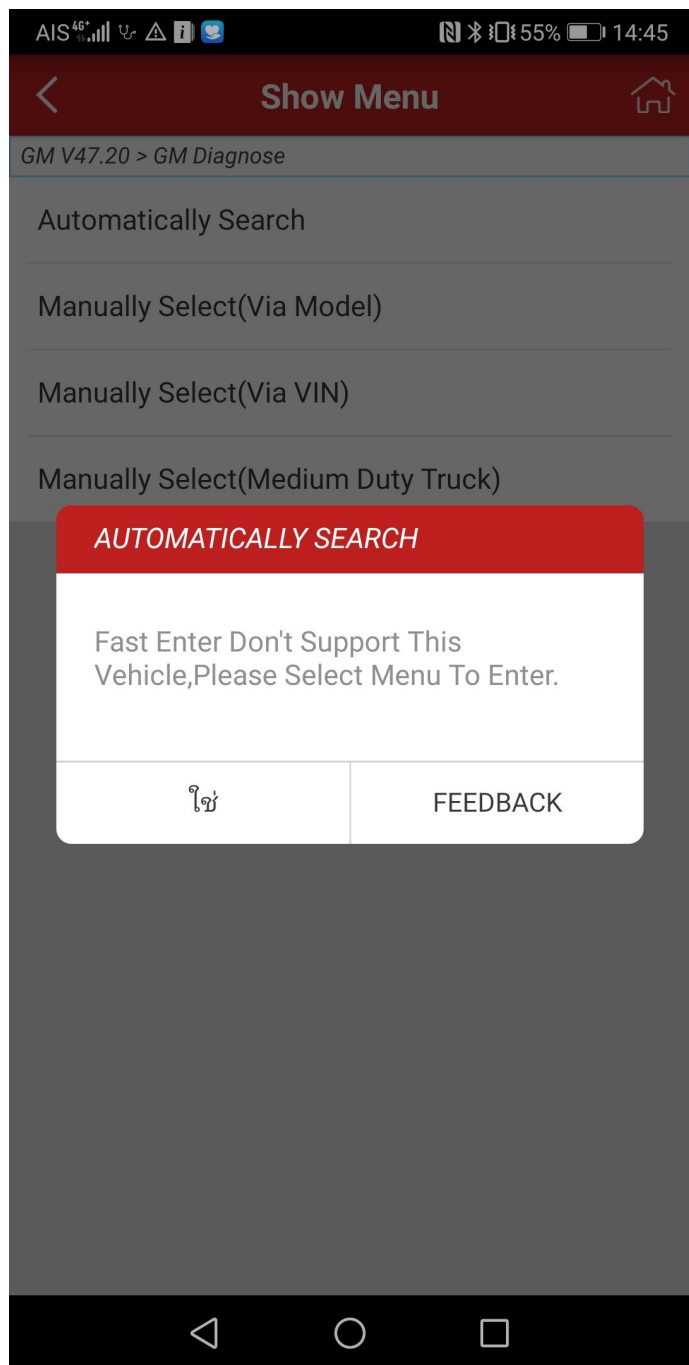 AIS 4G+ 55% 14:45
Show Menu
GM V47.20 > GM Diagnose
Automatically Search
Manually Select(Via Model)
Manually Select(Via VIN)
Manually Select(Medium Duty Truck)
AUTOMATICALLY SEARCH
Fast Enter Don't Support This
Vehicle,Please Select Menu To Enter.
ใช่ FEEDBACK